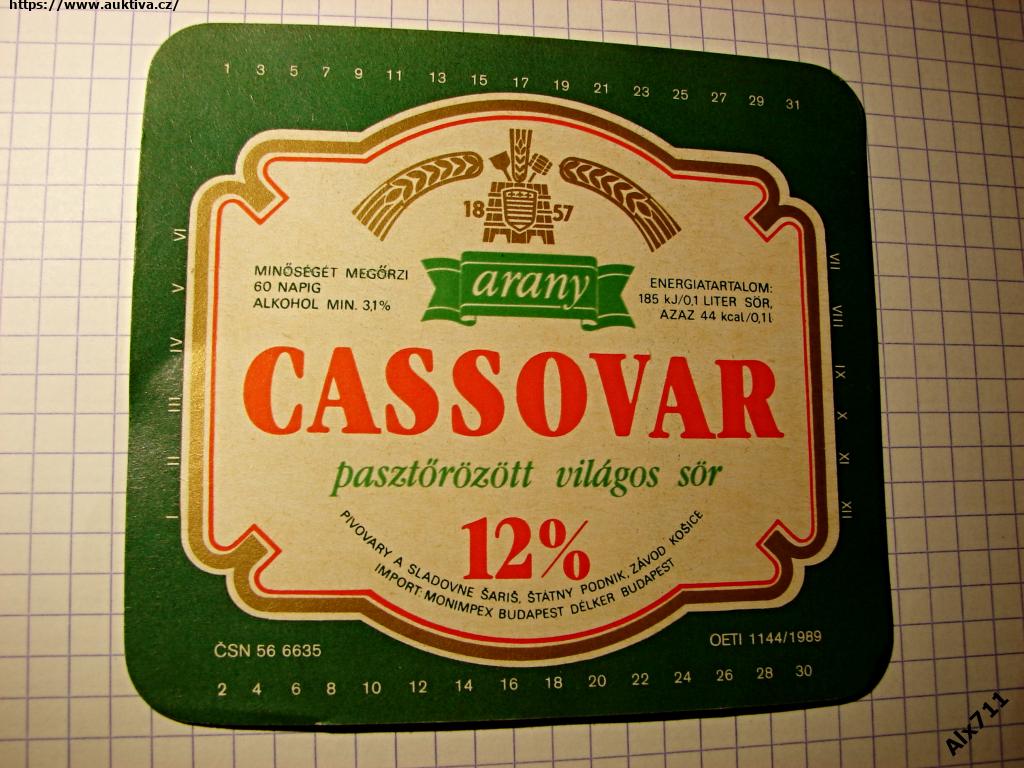 https://www.auktiva.cz/
1 3 5 7 9 11 13 15 17 19 21 23 25 27 29 31
18 57
arany
MINŐSÉGÉT MEGŐRZI
60 NAPIG
ALKOHOL MIN. 3,1%
ENERGIATARTALOM:
185 kJ/0,1 LITER SÖR,
AZAZ 44 kcal/0,1l
VI
V
IV
III
II
I
VII
VIII
IX
X
XI
XII
CASSOVAR
pasztőrözött világos sör
12%
PIVOVARY A SLADOVNE ŠARIŠ, ŠTÁTNY PODNIK, ZÁVOD KOŠICE
IMPORT: MONIMPEX BUDAPEST DÉLKER BUDAPEST
ČSN 56 6635
OETI 1144/1989
2 4 6 8 10 12 14 16 18 20 22 24 26 28 30
Alx711